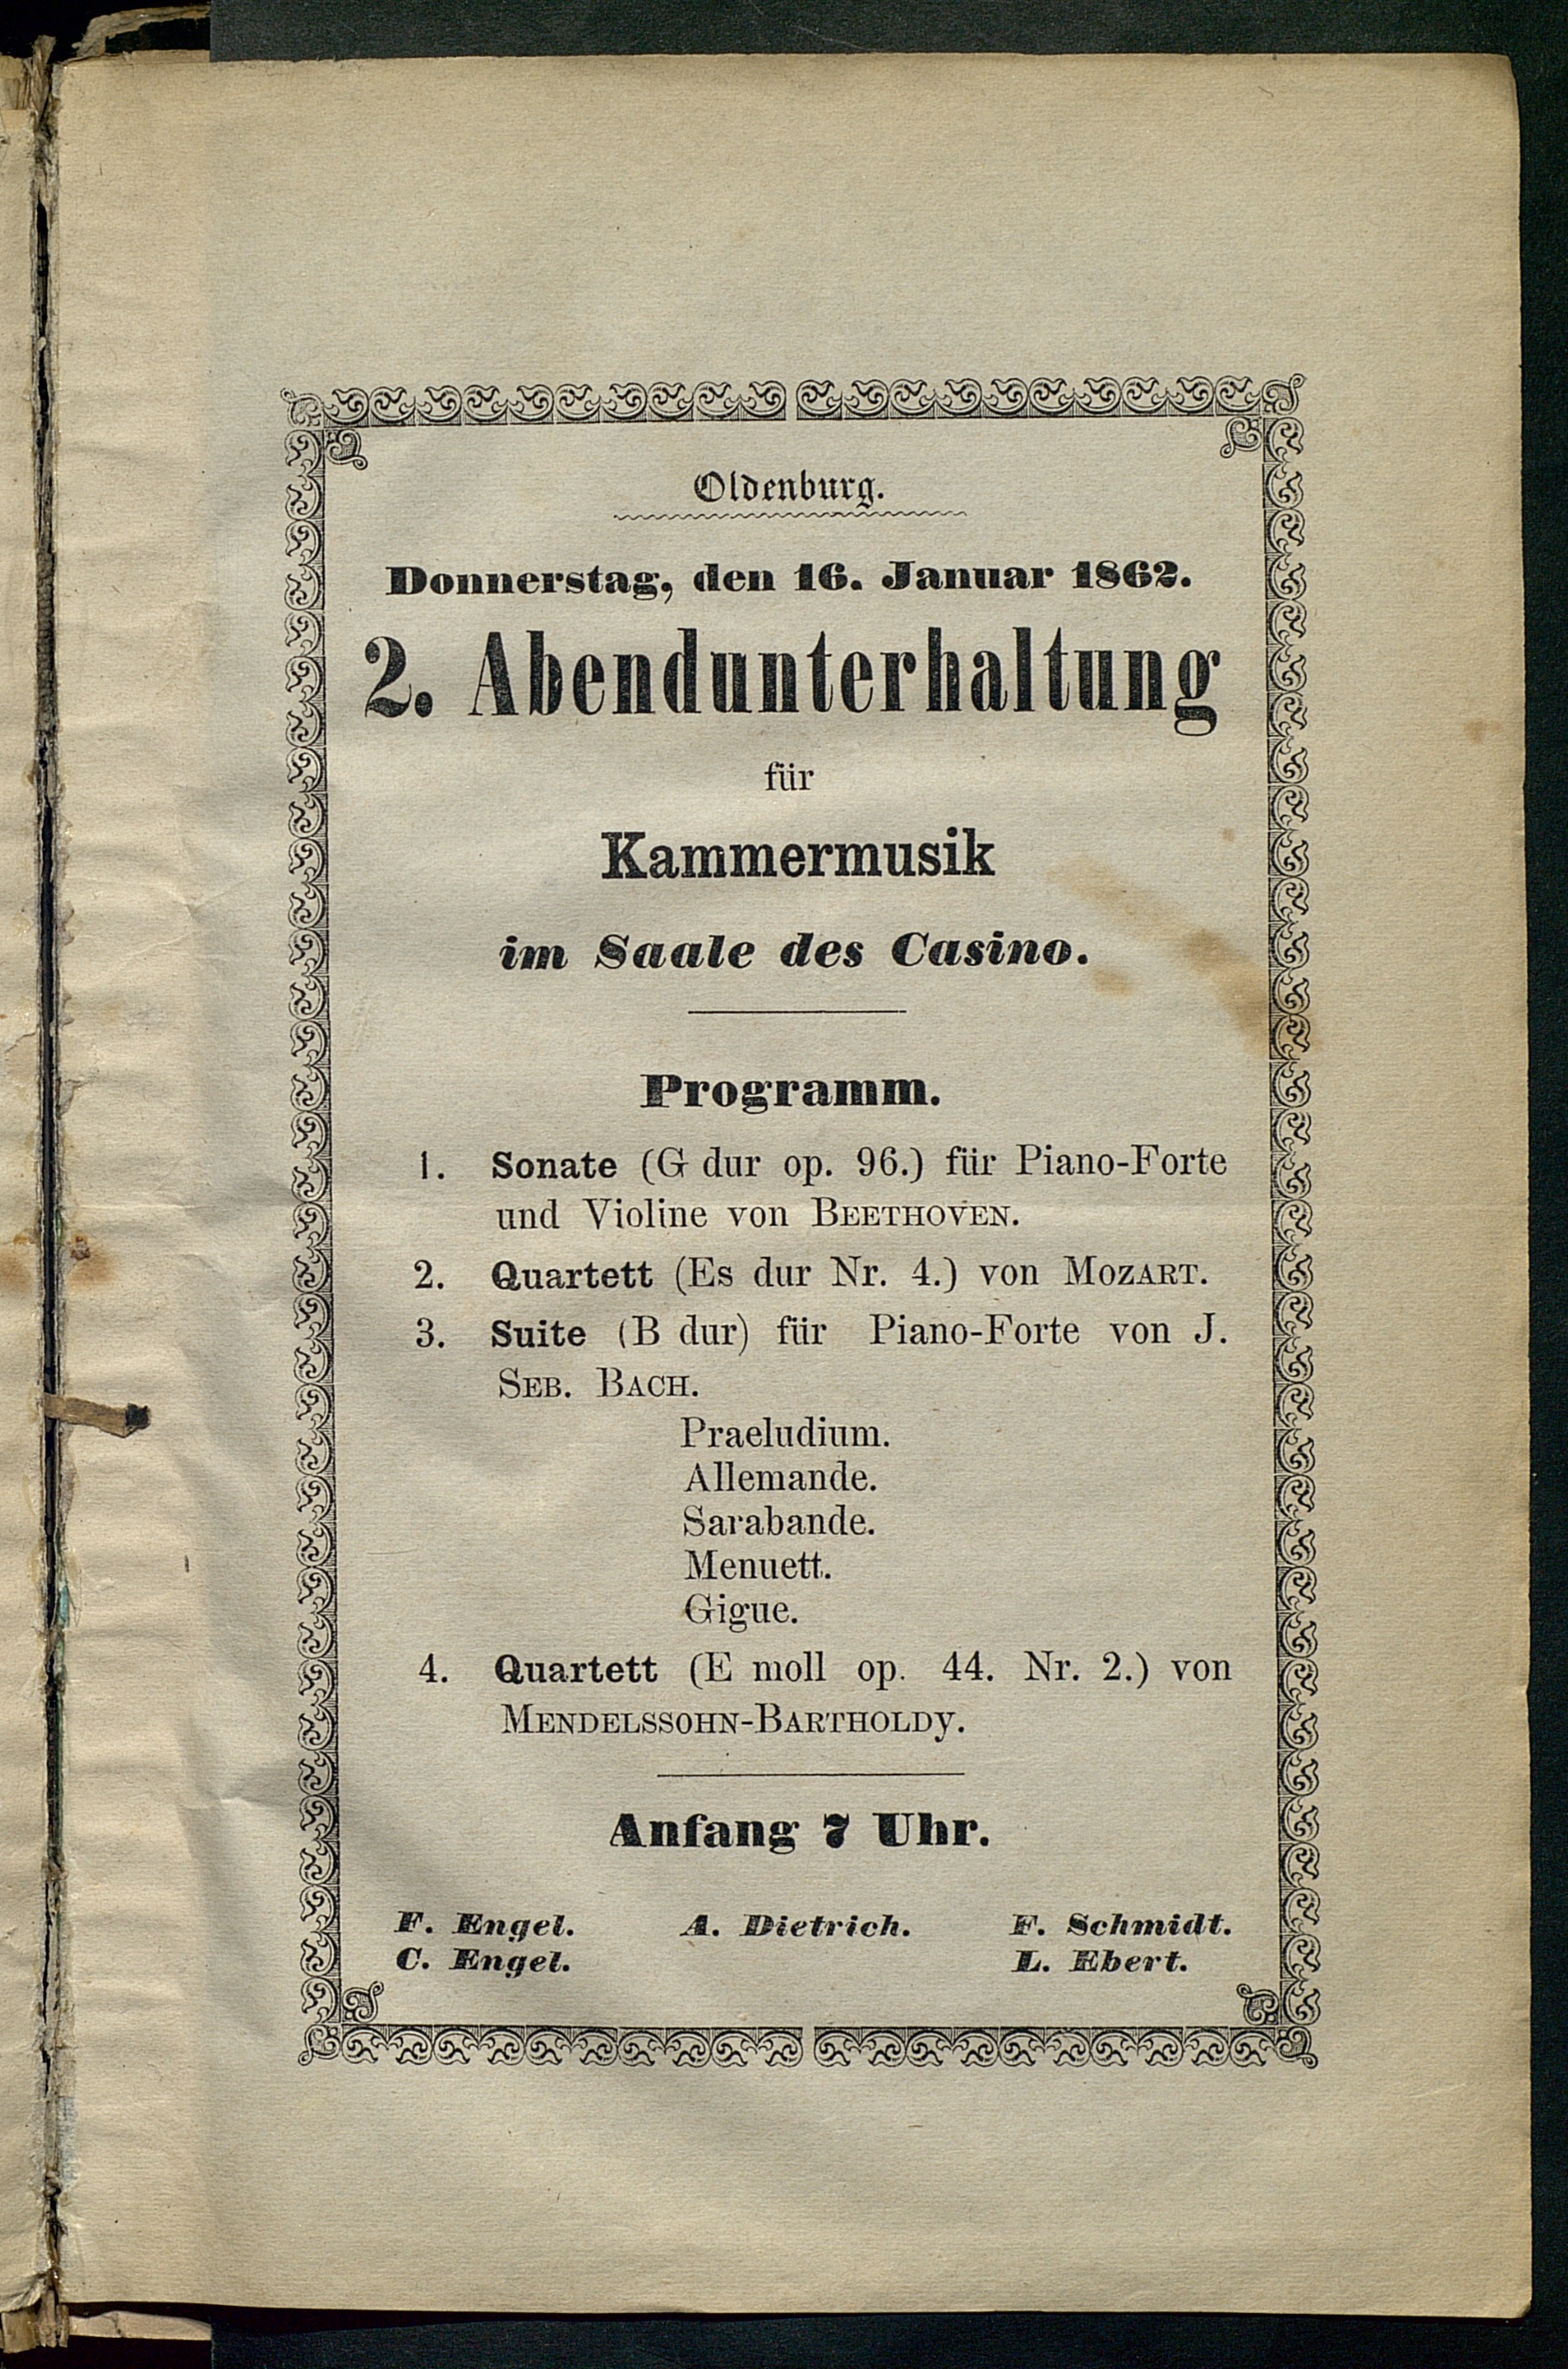 Oldenburg.
Donnerstag, den 16. Januar 1862.
2. Abendunterhaltung
für
Kammermusik
im Saale des Casino.
Programm.
1. Sonate (G dur op. 96.) für Piano-Forte
und Violine von BEETHOVEN.
2. Quartett (Es dur Nr. 4.) von MOZART.
3. Suite (B dur) für Piano-Forte von J.
SEB. BACH.
Praeludium.
Allemande.
Sarabande.
Menuett.
Gigue.
4. Quartett (E moll op. 44. Nr. 2.) von
MENDELSSOHN-BARTHOLDy.
Anfang 7 Uhr.
F. Engel. A. Dietrich. F. Schmidt.
C. Engel. L. Ebert.